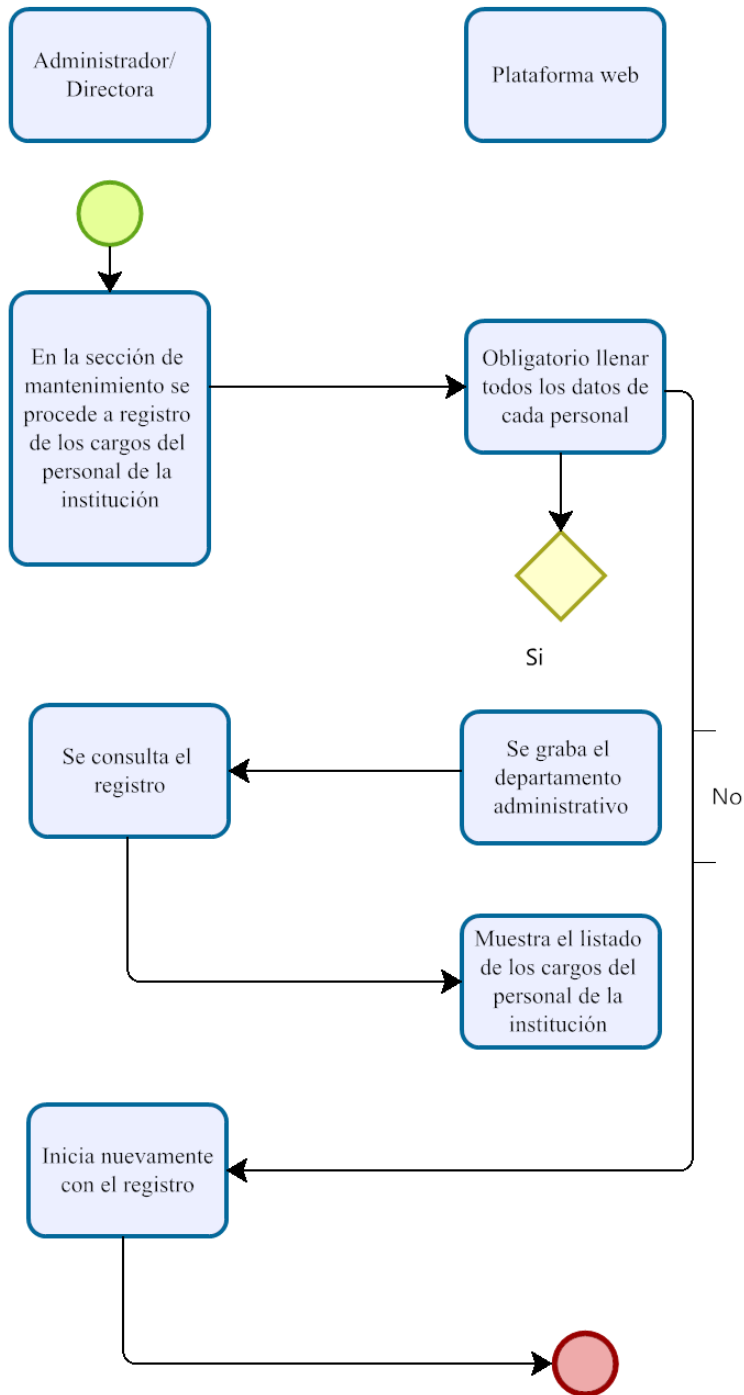 Administrador/
Directora
Plataforma web
En la sección de
mantenimiento se
procede a registro
de los cargos del
personal de la
institución
Obligatorio llenar
todos los datos de
cada personal
Si
Se consulta el
registro
Se graba el
departamento
administrativo
No
Muestra el listado
de los cargos del
personal de la
institución
Inicia nuevamente
con el registro